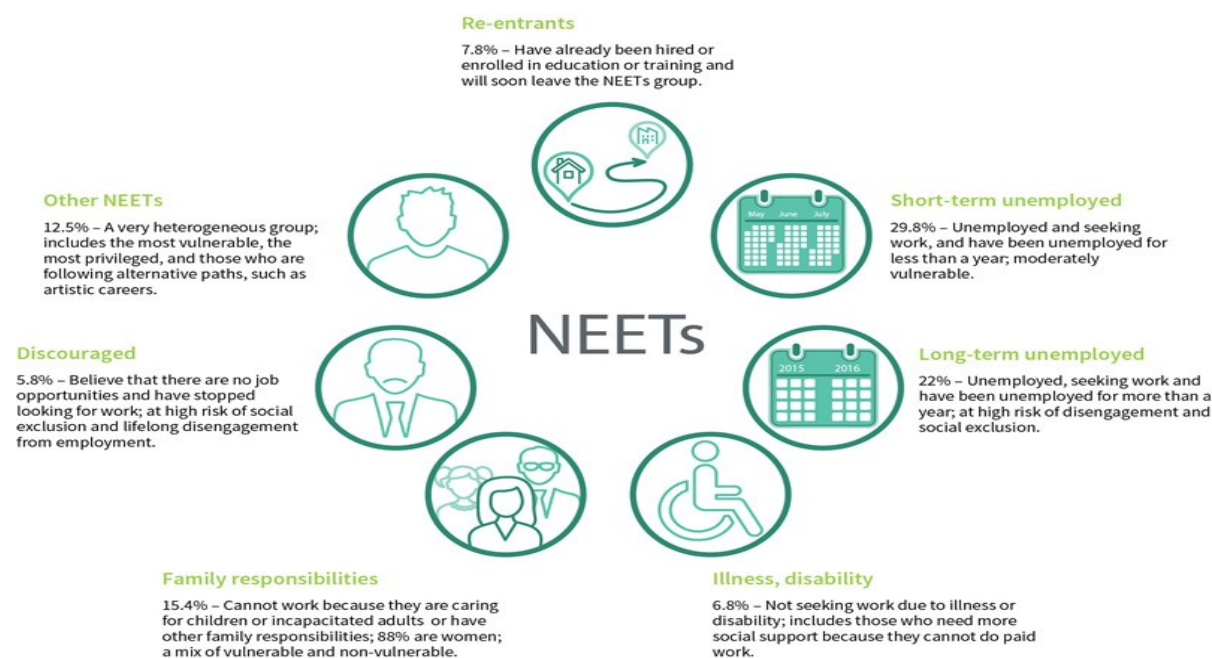 Re-entrants
7.8% – Have already been hired or
enrolled in education or training and
will soon leave the NEETs group.
Other NEETs
12.5% – A very heterogeneous group;
includes the most vulnerable, the
most privileged, and those who are
following alternative paths, such as
artistic careers.
May June July
Short-term unemployed
29.8% – Unemployed and seeking
work, and have been unemployed for
less than a year; moderately
vulnerable.
NEETs
Discouraged
5.8% – Believe that there are no job
opportunities and have stopped
looking for work; at high risk of social
exclusion and lifelong disengagement
from employment.
2015 2016
Long-term unemployed
22% – Unemployed, seeking work and
have been unemployed for more than a
year; at high risk of disengagement and
social exclusion.
Family responsibilities
15.4% – Cannot work because they are caring
for children or incapacitated adults or have
other family responsibilities; 88% are women;
a mix of vulnerable and non-vulnerable.
Illness, disability
6.8% – Not seeking work due to illness or
disability; includes those who need more
social support because they cannot do paid
work.